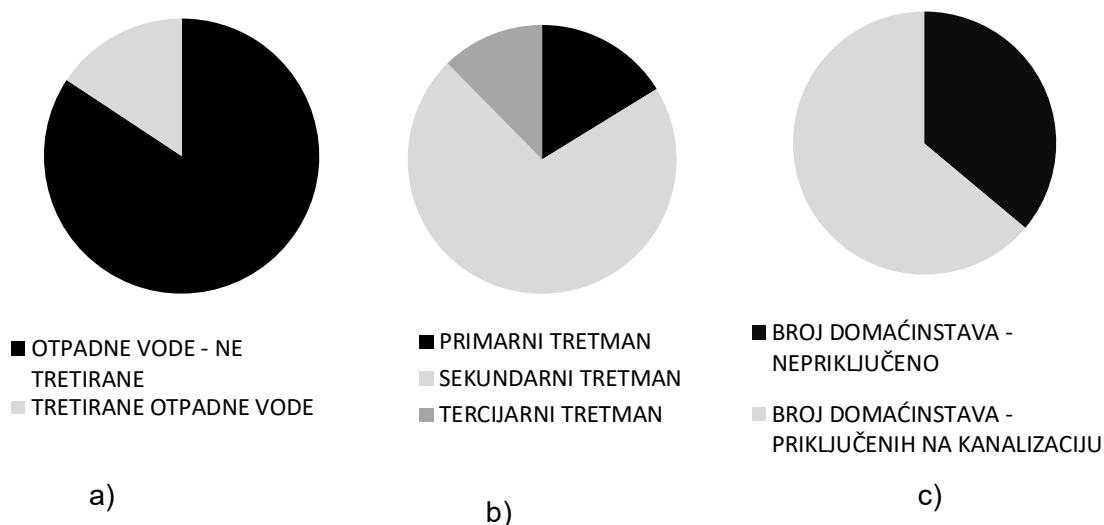 OTPADNE VODE - NE
TRETIRANE
TRETIRANE OTPADNE VODE
a)
PRIMARNI TRETMAN
SEKUNDARNI TRETMAN
TERCIJARNI TRETMAN
b)
BROJ DOMAĆINSTAVA -
NEPRIKLJUČENO
BROJ DOMAĆINSTAVA -
PRIKLJUČENIH NA KANALIZACIJU
c)